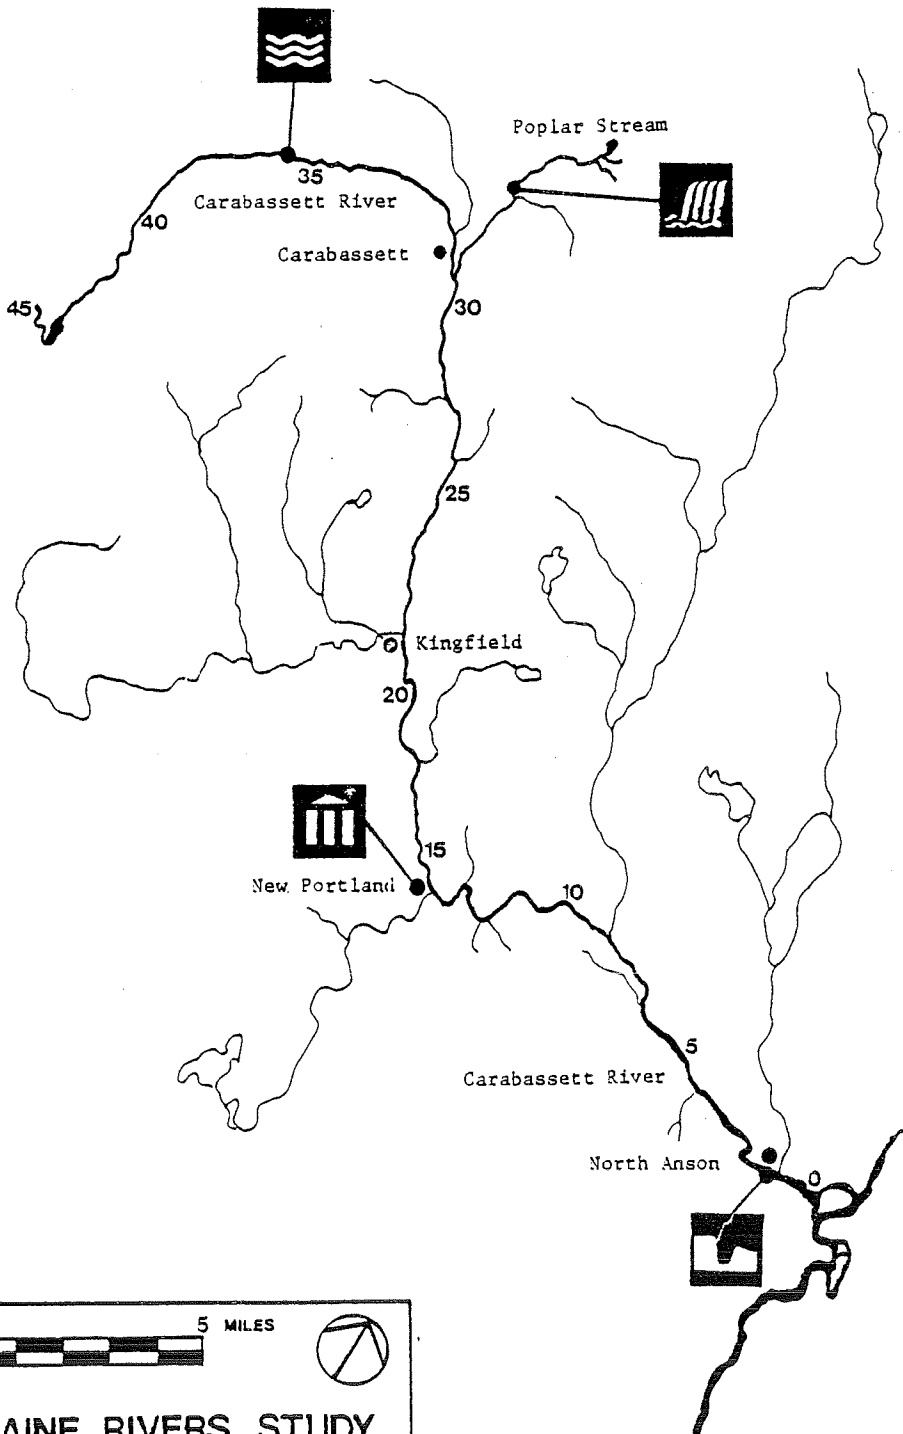 Poplar Stream
35
Carabassett River
40
Carabassett
45
30
25
Kingfield
20
15
New Portland
10
5
Carabassett River
North Anson
0
5 MILES
AINE RIVERS STUDY